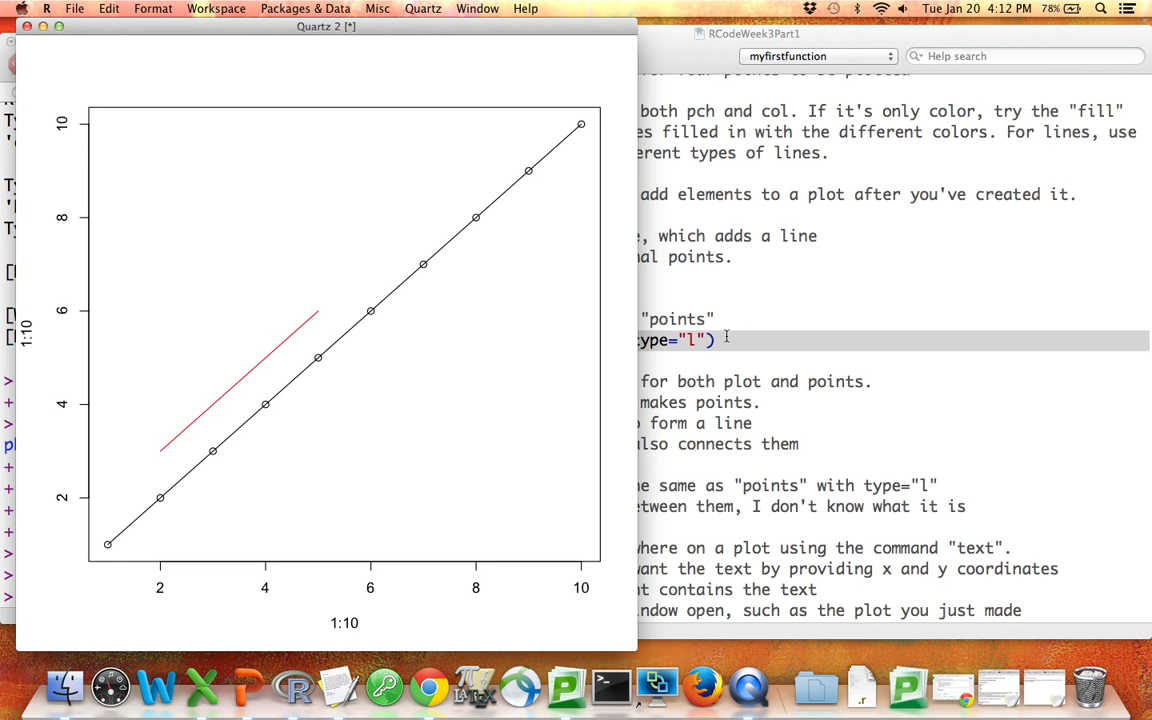 R File Edit Format Workspace Packages & Data Misc Quartz Window Help Tue Jan 20 4:12 PM 78%
Quartz 2 [*]
RCodeWeek3Part1
myfirstfunction
Help search
both pch and col. If it's only color, try the "fill"
es filled in with the different colors. For lines, use
erent types of lines.
add elements to a plot after you've created it.
e, which adds a line
nal points.
"points"
type="l")
for both plot and points.
makes points.
o form a line
also connects them
ne same as "points" with type="l"
etween them, I don't know what it is
where on a plot using the command "text".
want the text by providing x and y coordinates
nt contains the text
ndow open, such as the plot you just made
10
8
6
4
2
1:10
2 4 6 8 10
1:10